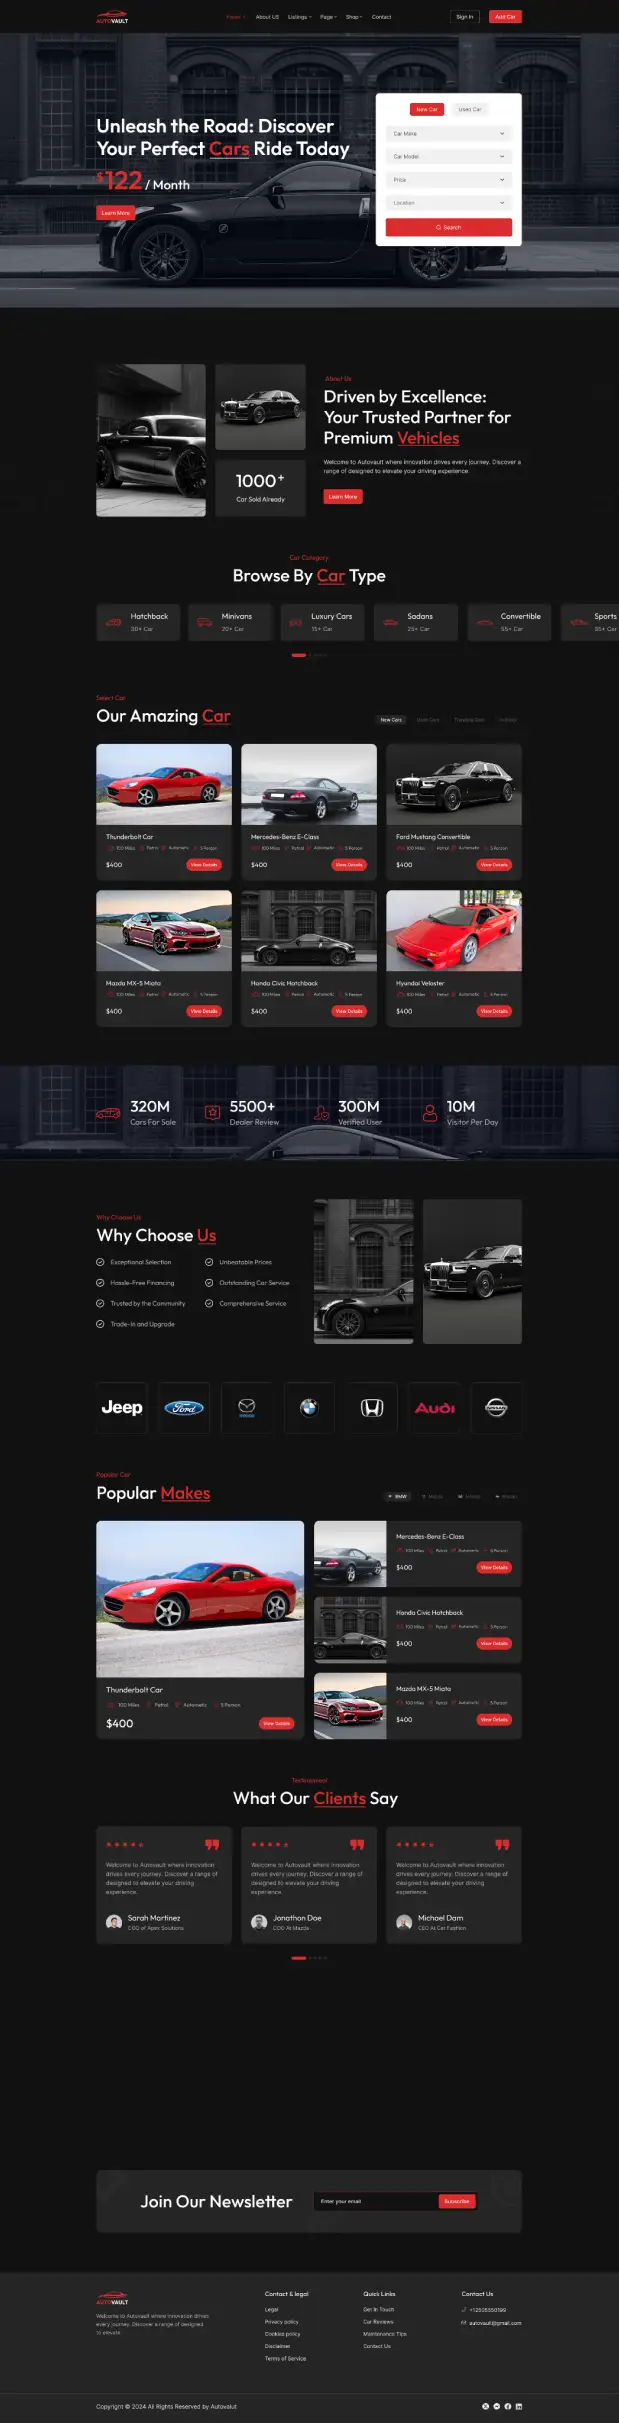 AUTOVAULT
Home
About US
Listings
Page
Shop
Contact
Sign In
Add Car
Unleash the Road: Discover
Your Perfect Cars Ride Today
$122 / Month
Learn More
New Car
Used Car
Car Make
Car Model
Price
Location
Search
About Us
Driven by Excellence:
Your Trusted Partner for
Premium Vehicles
Welcome to Autovault where innovation drives every journey. Discover a
range of designed to elevate your driving experience.
Learn More
1000+
Car Sold Already
Car Category
Browse By Car Type
Hatchback
30+ Car
Minivans
20+ Car
Luxury Cars
15+ Car
Sadans
25+ Car
Convertible
55+ Car
Sports
85+ Car
Select Car
Our Amazing Car
New Cars
Used Cars
Thunderbolt Car
100 Miles
Petrol
Automatic
5 Person
$400
View Details
Mercedes-Benz E-Class
100 Miles
Petrol
Automatic
5 Person
$400
View Details
Ford Mustang Convertible
100 Miles
Petrol
Automatic
5 Person
$400
View Details
Mazda MX-5 Miata
100 Miles
Petrol
Automatic
5 Person
$400
View Details
Honda Civic Hatchback
100 Miles
Petrol
Automatic
5 Person
$400
View Details
Hyundai Veloster
100 Miles
Petrol
Automatic
5 Person
$400
View Details
320M
Cars For Sale
5500+
Dealer Review
300M
Verified User
10M
Visitor Per Day
Why Choose Us
Why Choose Us
Exceptional Selection
Unbeatable Prices
Hassle-Free Financing
Outstanding Car Service
Trusted by the Community
Comprehensive Service
Trade-in and Upgrade
Jeep
Ford
mazda
BMW
Audi
NISSAN
Popular Car
Popular Makes
BMW
Thunderbolt Car
100 Miles
Petrol
Automatic
5 Person
$400
View Details
Mercedes-Benz E-Class
100 Miles
Petrol
Automatic
5 Person
$400
View Details
Honda Civic Hatchback
100 Miles
Petrol
Automatic
5 Person
$400
View Details
Mazda MX-5 Miata
100 Miles
Petrol
Automatic
5 Person
$400
View Details
Testimonial
What Our Clients Say
Welcome to Autovault where innovation
drives every journey. Discover a range of
designed to elevate your driving
experience.
Sarah Martinez
COO of Apex Solutions
Welcome to Autovault where innovation
drives every journey. Discover a range of
designed to elevate your driving
experience.
Jonathon Doe
COO At Mazda
Welcome to Autovault where innovation
drives every journey. Discover a range of
designed to elevate your driving
experience.
Michael Dam
CEO At Car Fashion
Join Our Newsletter
Enter your email
Subscribe
AUTOVAULT
Welcome to Autovault where innovation drives
every journey. Discover a range of designed
to elevate.
Contact & legal
Legal
Privacy policy
Cookies policy
Disclaimer
Terms of Service
Quick Links
Get In Touch
Car Reviews
Maintenance Tips
Contact Us
Contact Us
+12505550199
autovault@gmail.com
Copyright © 2024 All Rights Reserved by Autovault